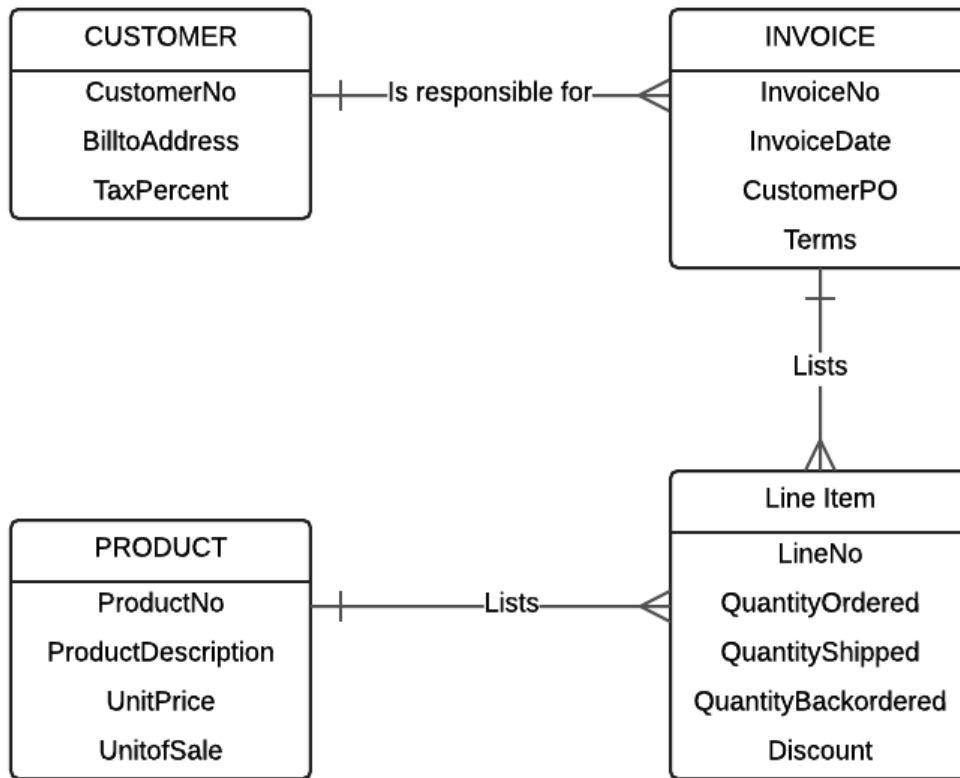 CUSTOMER
CustomerNo
BilltoAddress
TaxPercent
Is responsible for
INVOICE
InvoiceNo
InvoiceDate
CustomerPO
Terms
Lists
PRODUCT
ProductNo
ProductDescription
UnitPrice
UnitofSale
Lists
Line Item
LineNo
QuantityOrdered
QuantityShipped
QuantityBackordered
Discount